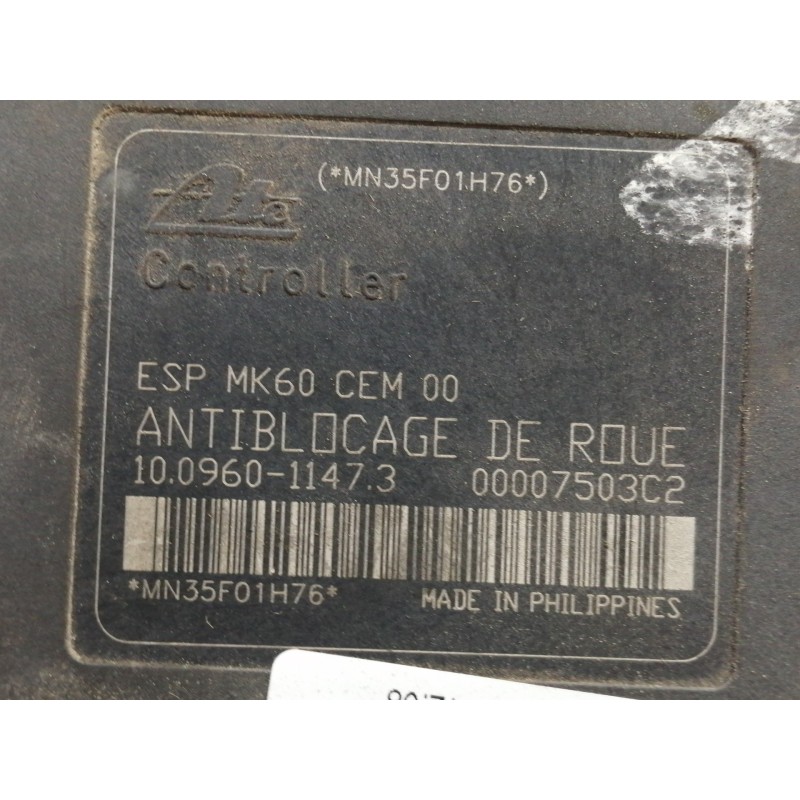 (*MN35F01H76*)
Ate
Controller
ESP MK60 CEM 00
ANTIBLOCAGE DE ROUE
10.0960-1147.3 00007503C2
*MN35F01H76* MADE IN PHILIPPINES